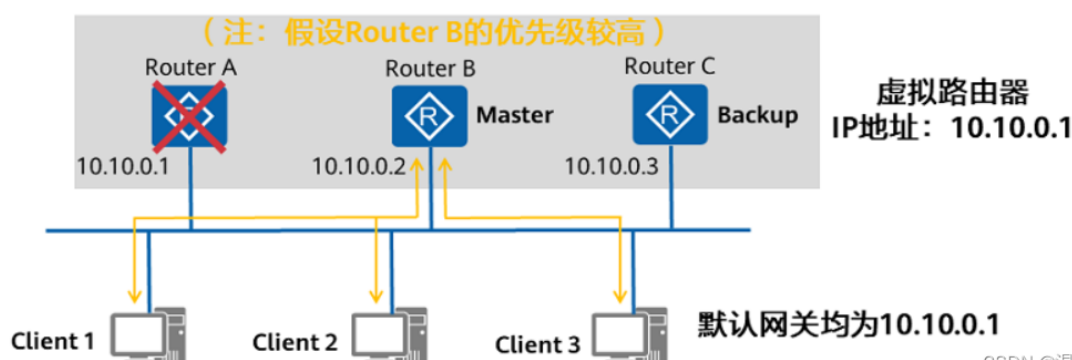 （注：假设Router B的优先级较高）
Router A
Router B
Router C
R
Master
R
Backup
虚拟路由器
IP地址：10.10.0.1
10.10.0.1
10.10.0.2
10.10.0.3
Client 1
Client 2
Client 3
默认网关均为10.10.0.1